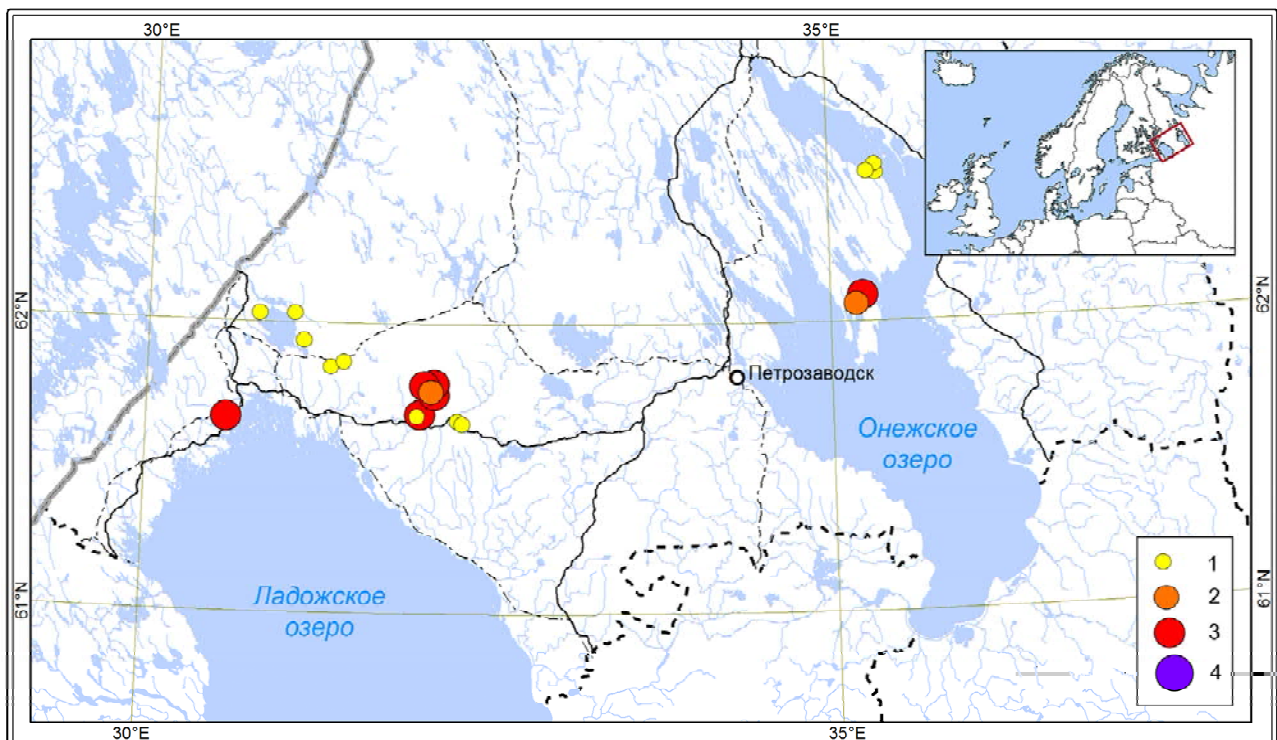 30°E
35°E
62°N
62°N
Петрозаводск
Онежское
озеро
Ладожское
озеро
61°N
61°N
1
2
3
4
30°E
35°E